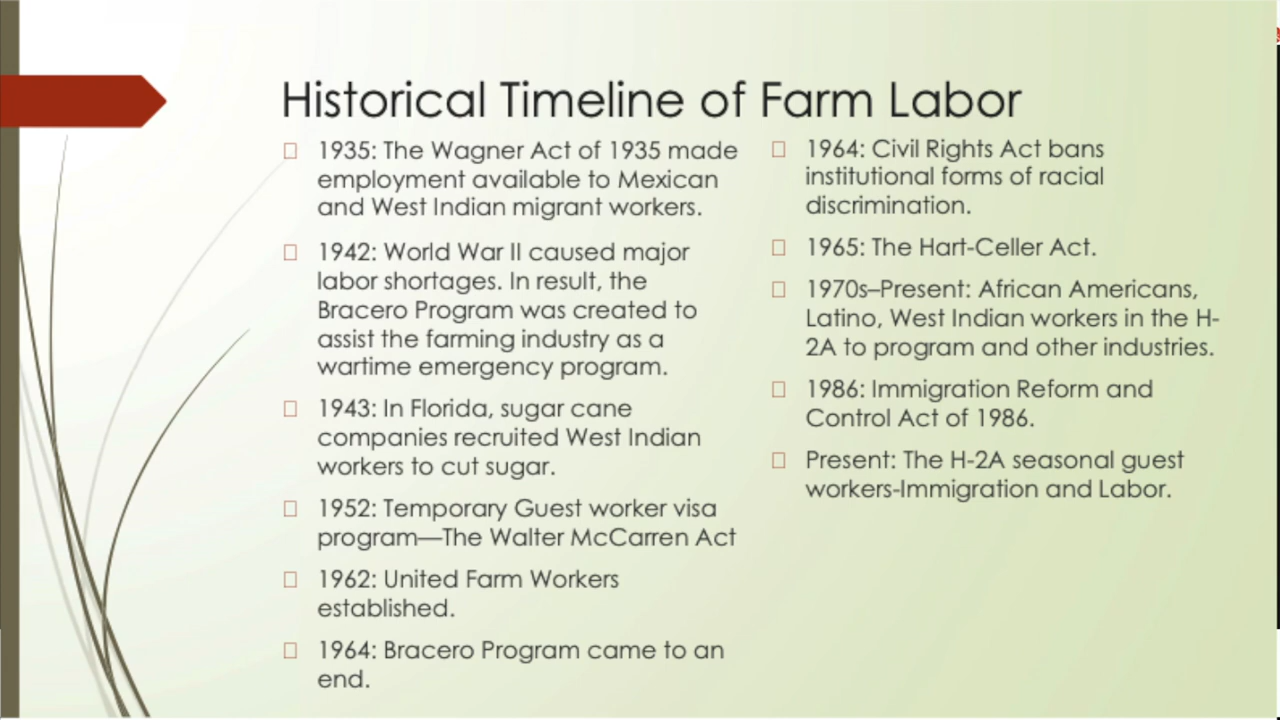 Historical Timeline of Farm Labor
1935: The Wagner Act of 1935 made
employment available to Mexican
and West Indian migrant workers.
1942: World War II caused major
labor shortages. In result, the
Bracero Program was created to
assist the farming industry as a
wartime emergency program.
1943: In Florida, sugar cane
companies recruited West Indian
workers to cut sugar.
1952: Temporary Guest worker visa
program—The Walter McCarren Act
1962: United Farm Workers
established.
1964: Bracero Program came to an
end.
1964: Civil Rights Act bans
institutional forms of racial
discrimination.
1965: The Hart-Celler Act.
1970s–Present: African Americans,
Latino, West Indian workers in the H-
2A to program and other industries.
1986: Immigration Reform and
Control Act of 1986.
Present: The H-2A seasonal guest
workers-Immigration and Labor.